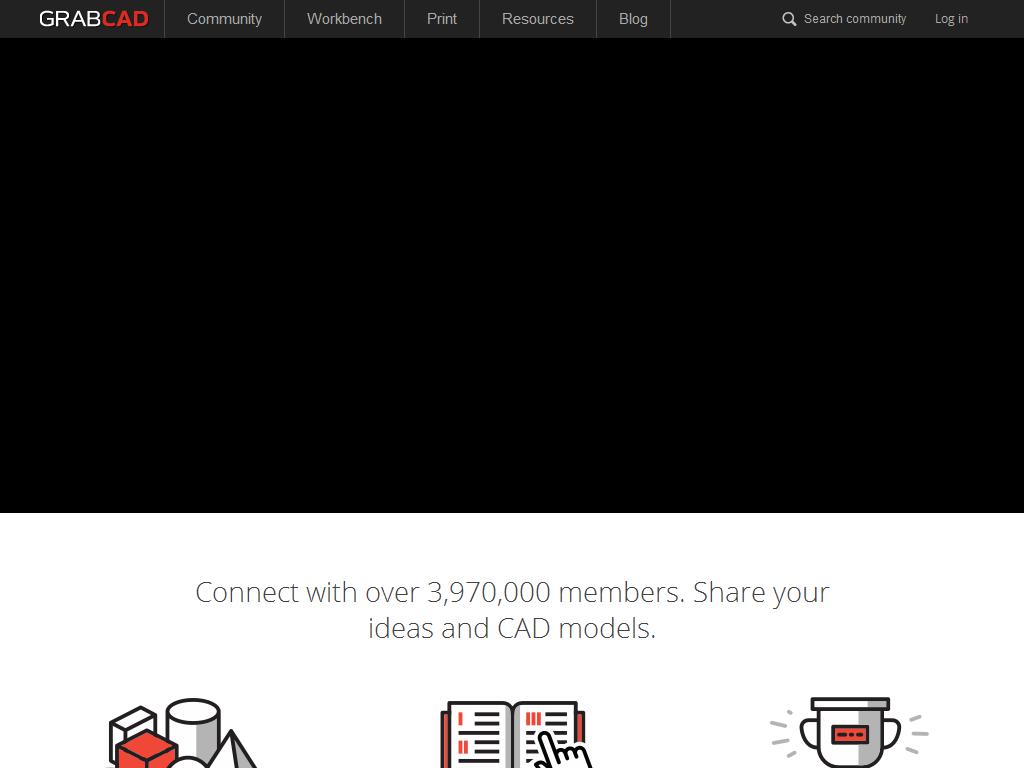 GRABCAD
Community
Workbench
Print
Resources
Blog
Search community
Log in
Connect with over 3,970,000 members. Share your
ideas and CAD models.